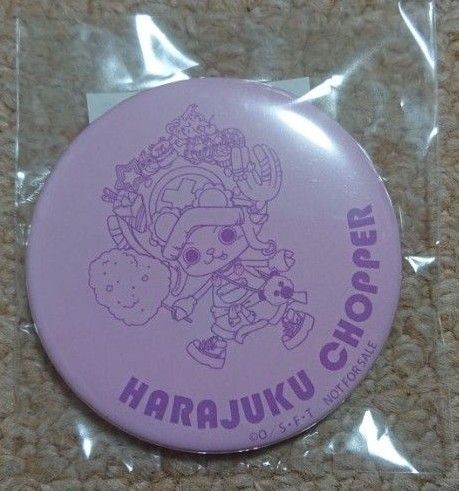 HARAJUKU CHOPPER
©O/S・F・T NOT FOR SALE